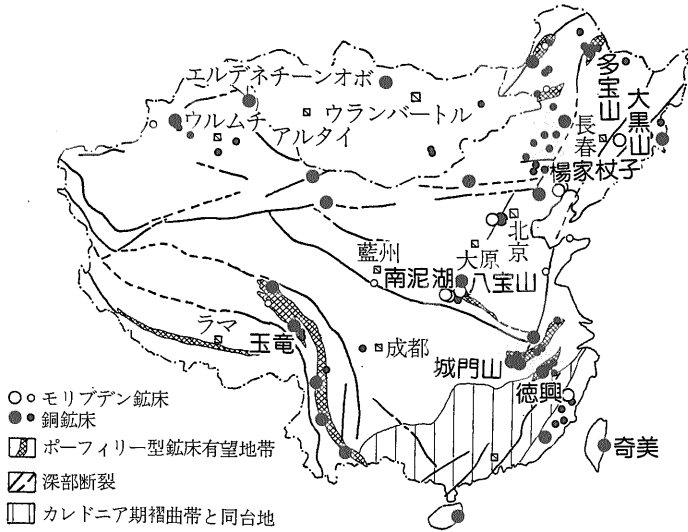 エルデネチーンオボ
ウルムチ
ウランバートル
アルタイ
多宝山
大黒山
長春
楊家杖子
北京
大原
藍州
南泥湖
八宝山
ラマ
玉竜
成都
城門山
徳興
奇美
モリブデン鉱床
銅鉱床
ポーフィリー型鉱床有望地帯
深部断裂
カレドニア期褶曲帯と同台地